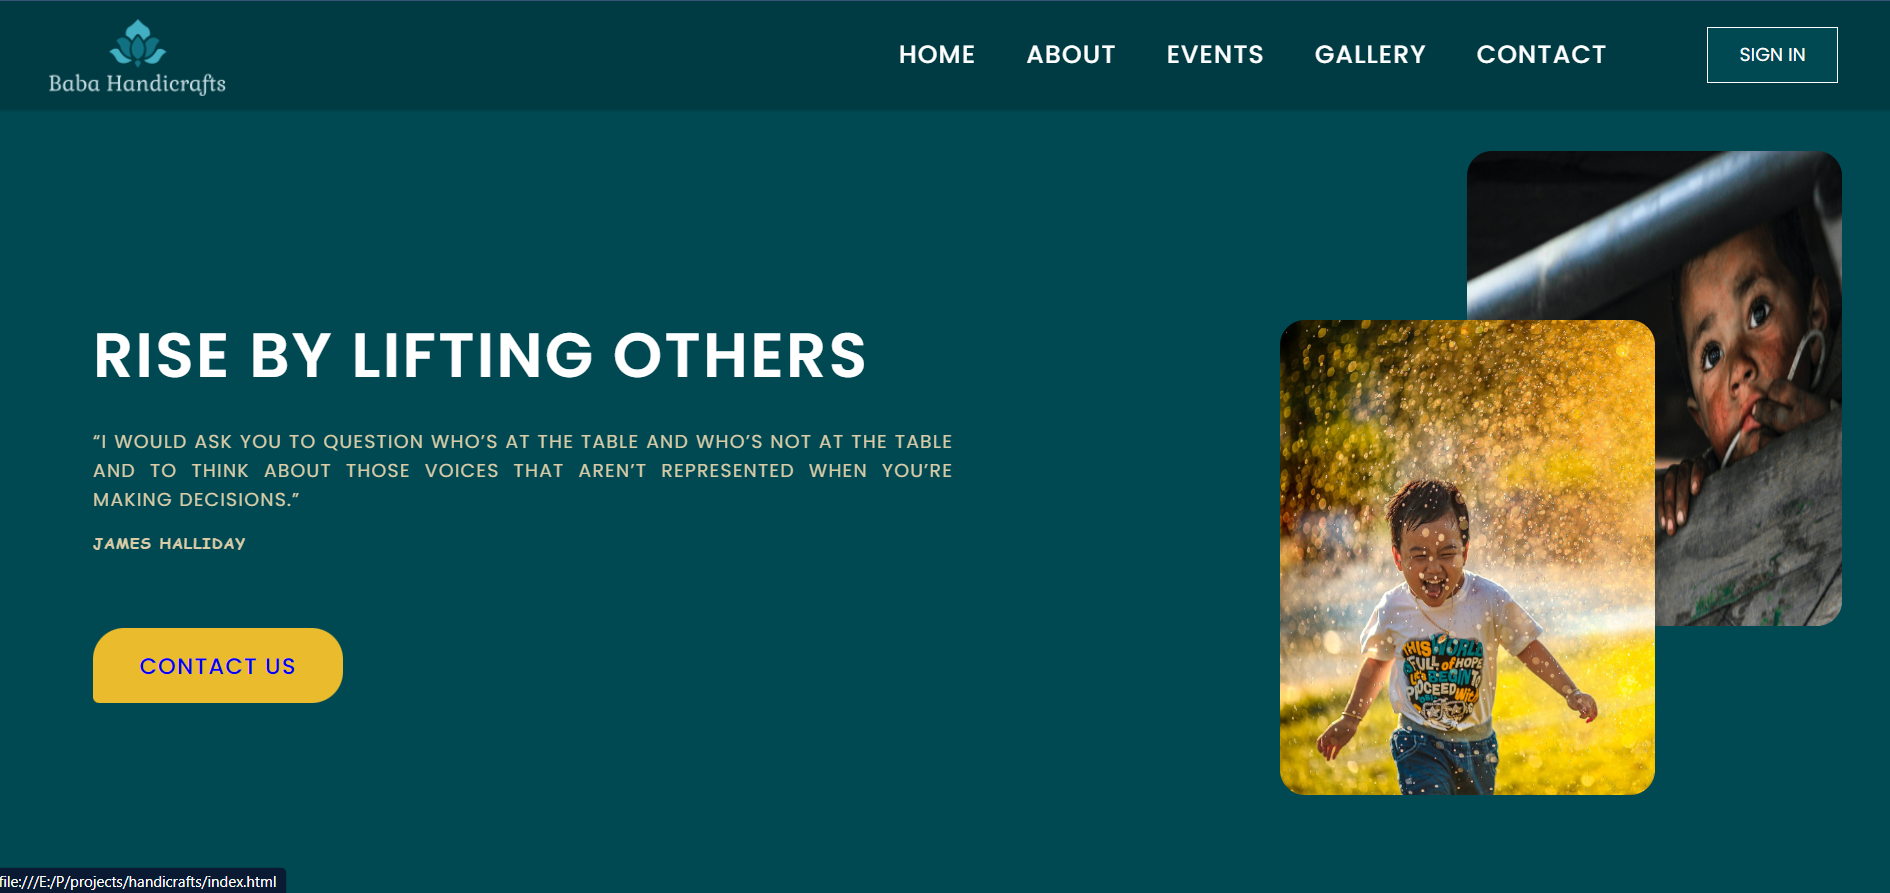 Baba Handicrafts
HOME ABOUT EVENTS GALLERY CONTACT SIGN IN
RISE BY LIFTING OTHERS
“I WOULD ASK YOU TO QUESTION WHO’S AT THE TABLE AND WHO’S NOT AT THE TABLE
AND TO THINK ABOUT THOSE VOICES THAT AREN’T REPRESENTED WHEN YOU’RE
MAKING DECISIONS.”
JAMES HALLIDAY
CONTACT US
THIS WORLD
FULL of HOPE
BEGIN TO
PROCEED With
file:///E:/P/projects/handicrafts/index.html